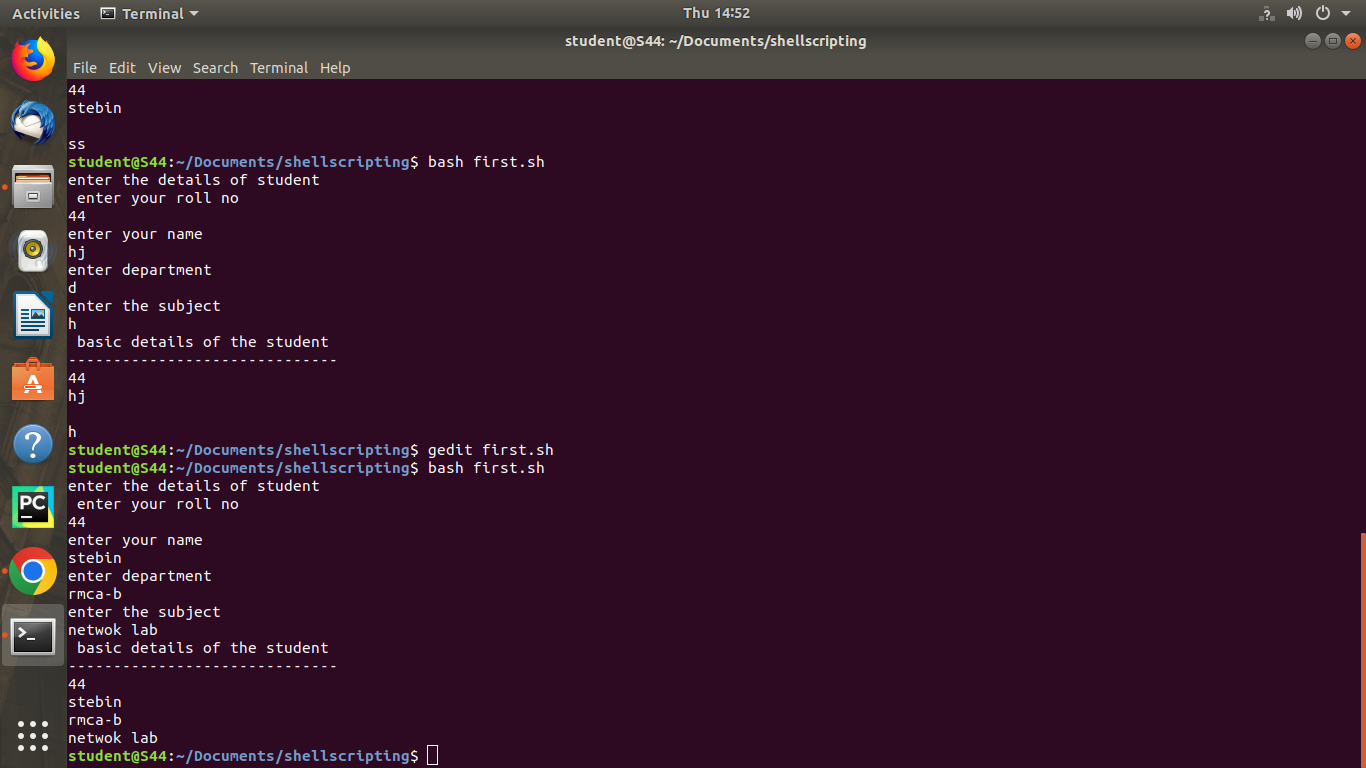 Activities Terminal Thu 14:52
student@S44: ~/Documents/shellscripting
File Edit View Search Terminal Help
44
stebin
ss
student@S44:~/Documents/shellscripting$ bash first.sh
enter the details of student
enter your roll no
44
enter your name
hj
enter department
d
enter the subject
h
basic details of the student
------------------------------
44
hj
h
student@S44:~/Documents/shellscripting$ gedit first.sh
student@S44:~/Documents/shellscripting$ bash first.sh
enter the details of student
enter your roll no
44
enter your name
stebin
enter department
rmca-b
enter the subject
netwok lab
basic details of the student
------------------------------
44
stebin
rmca-b
netwok lab
student@S44:~/Documents/shellscripting$
PC